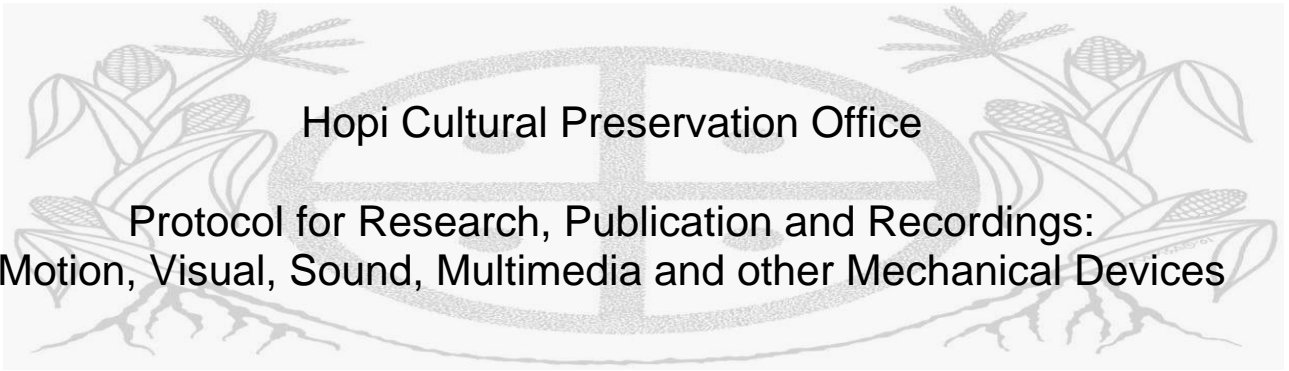 Hopi Cultural Preservation Office
Protocol for Research, Publication and Recordings:
Motion, Visual, Sound, Multimedia and other Mechanical Devices